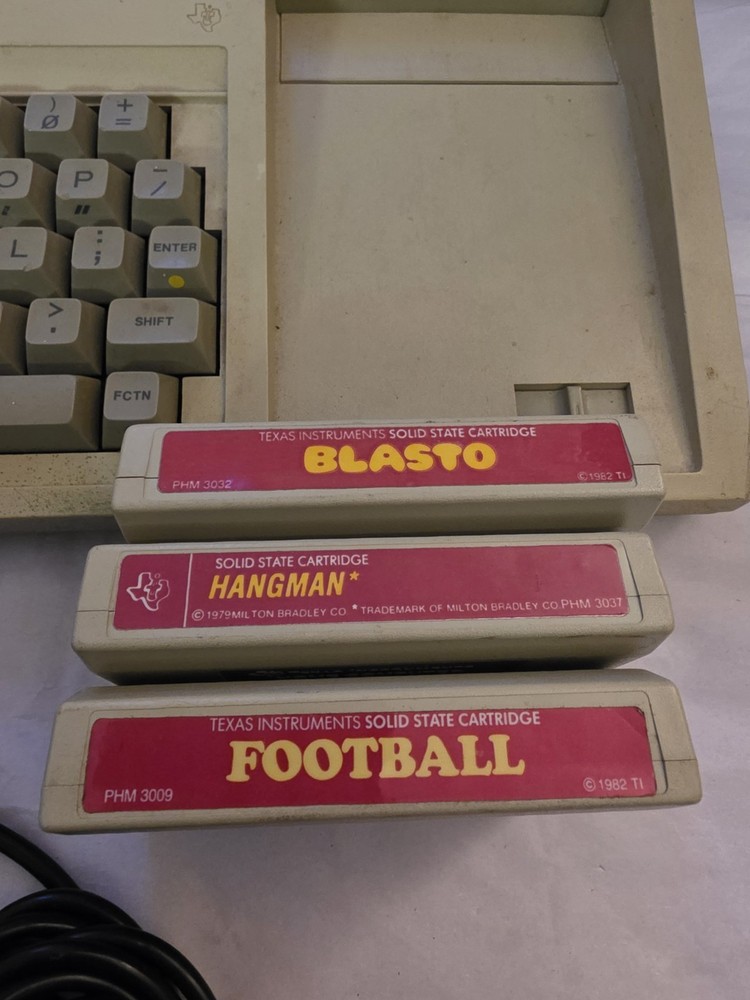 ) +
Ø =
O P - /
"
L : ; ENTER
> . SHIFT
FCTN
TEXAS INSTRUMENTS SOLID STATE CARTRIDGE
BLASTO
PHM 3032 ©1982 TI
SOLID STATE CARTRIDGE
HANGMAN*
©1979 MILTON BRADLEY CO. * TRADEMARK OF MILTON BRADLEY CO. PHM 3037
TEXAS INSTRUMENTS SOLID STATE CARTRIDGE
FOOTBALL
PHM 3009 ©1982 TI